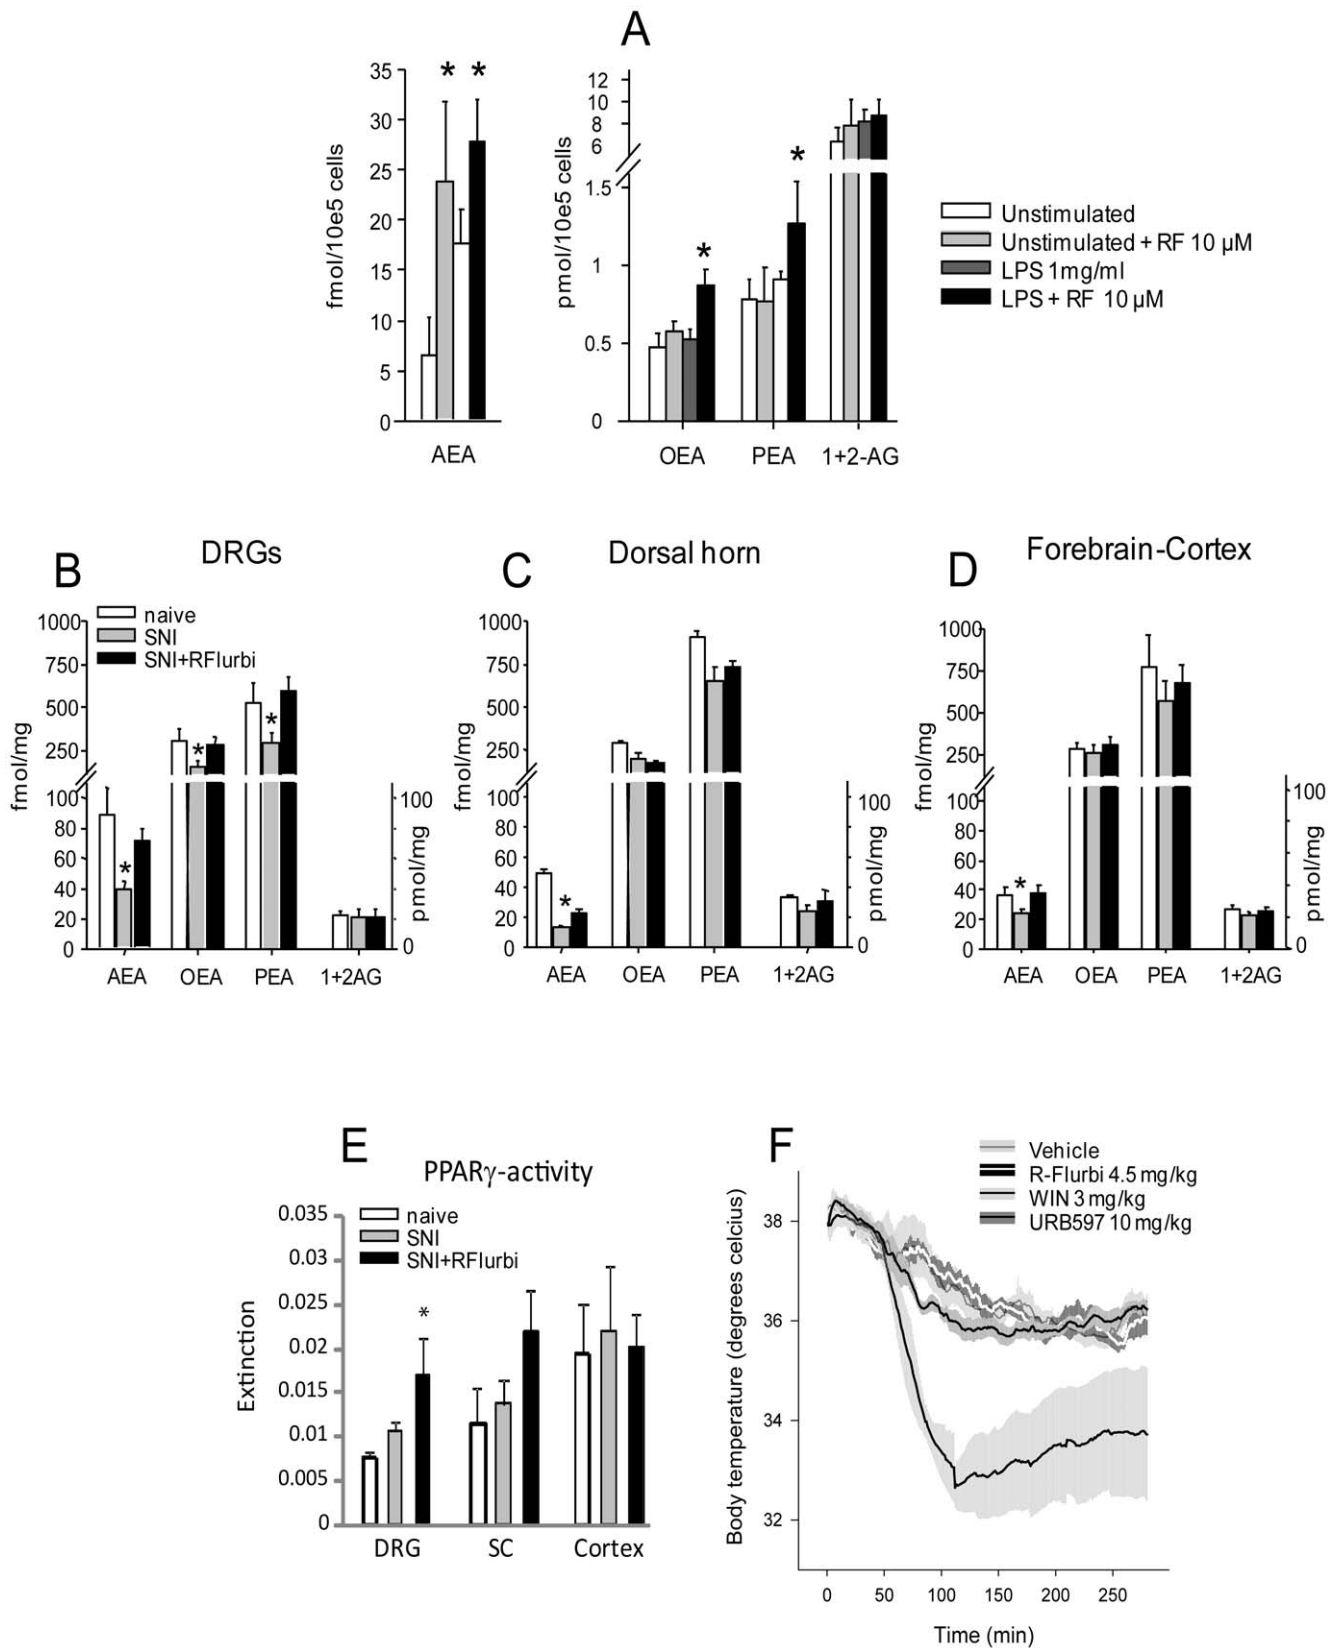 A
* *
35
30
25
20
15
10
5
0
fmol/10e5 cells
AEA
12
10
8
6
1.5
1
0.5
0
pmol/10e5 cells
*
*
OEA PEA 1+2-AG
Unstimulated
Unstimulated + RF 10 µM
LPS 1mg/ml
LPS + RF 10 µM
B
DRGs
naive
SNI
SNI+RFlurbi
1000
750
500
250
100
80
60
40
20
0
fmol/mg
*
*
*
100
0
pmol/mg
AEA OEA PEA 1+2AG
C
Dorsal horn
1000
750
500
250
100
80
60
40
20
0
fmol/mg
*
100
0
pmol/mg
AEA OEA PEA 1+2AG
D
Forebrain-Cortex
1000
750
500
250
100
80
60
40
20
0
fmol/mg
*
100
0
pmol/mg
AEA OEA PEA 1+2AG
E
PPARγ-activity
naive
SNI
SNI+RFlurbi
0.035
0.03
0.025
0.02
0.015
0.01
0.005
0
Extinction
*
DRG SC Cortex
F
Vehicle
R-Flurbi 4.5 mg/kg
WIN 3 mg/kg
URB597 10 mg/kg
38
36
34
32
Body temperature (degrees celcius)
0 50 100 150 200 250
Time (min)